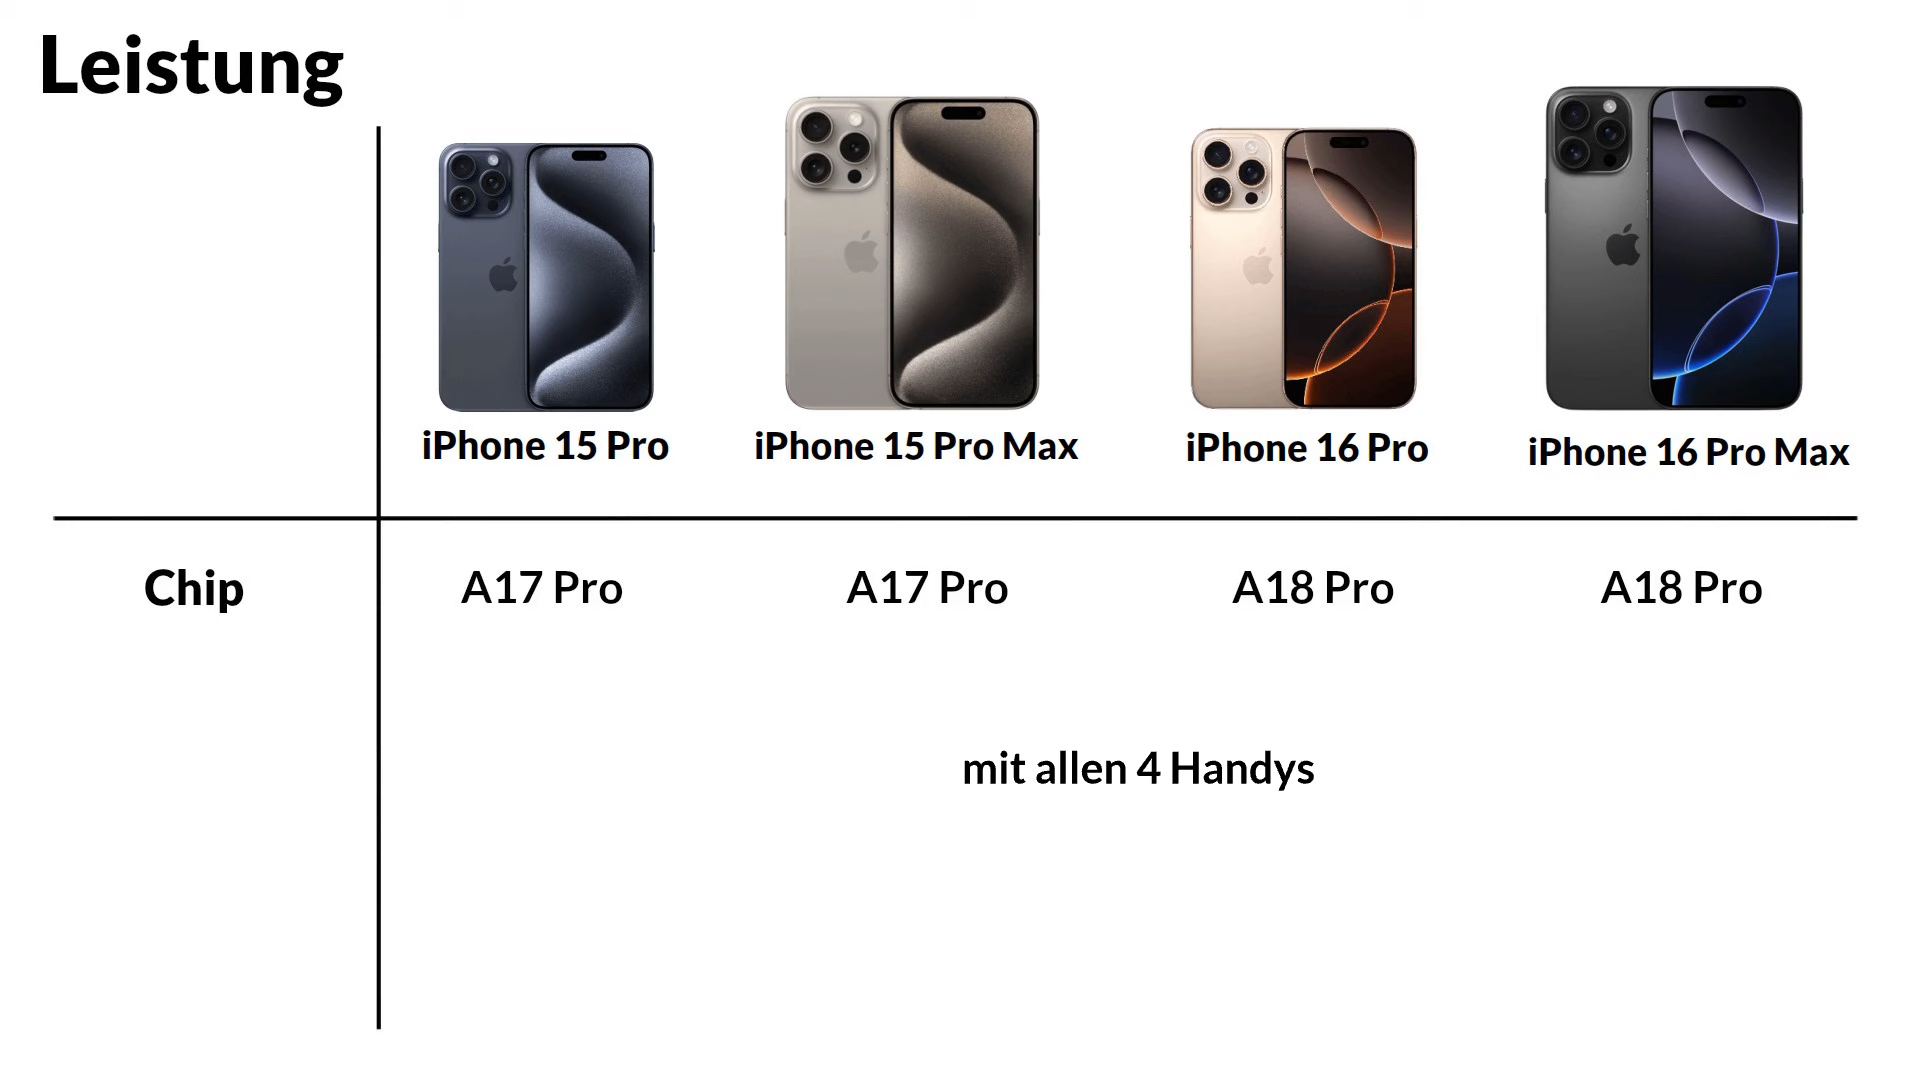 Leistung
iPhone 15 Pro
iPhone 15 Pro Max
iPhone 16 Pro
iPhone 16 Pro Max
Chip
A17 Pro
A17 Pro
A18 Pro
A18 Pro
mit allen 4 Handys